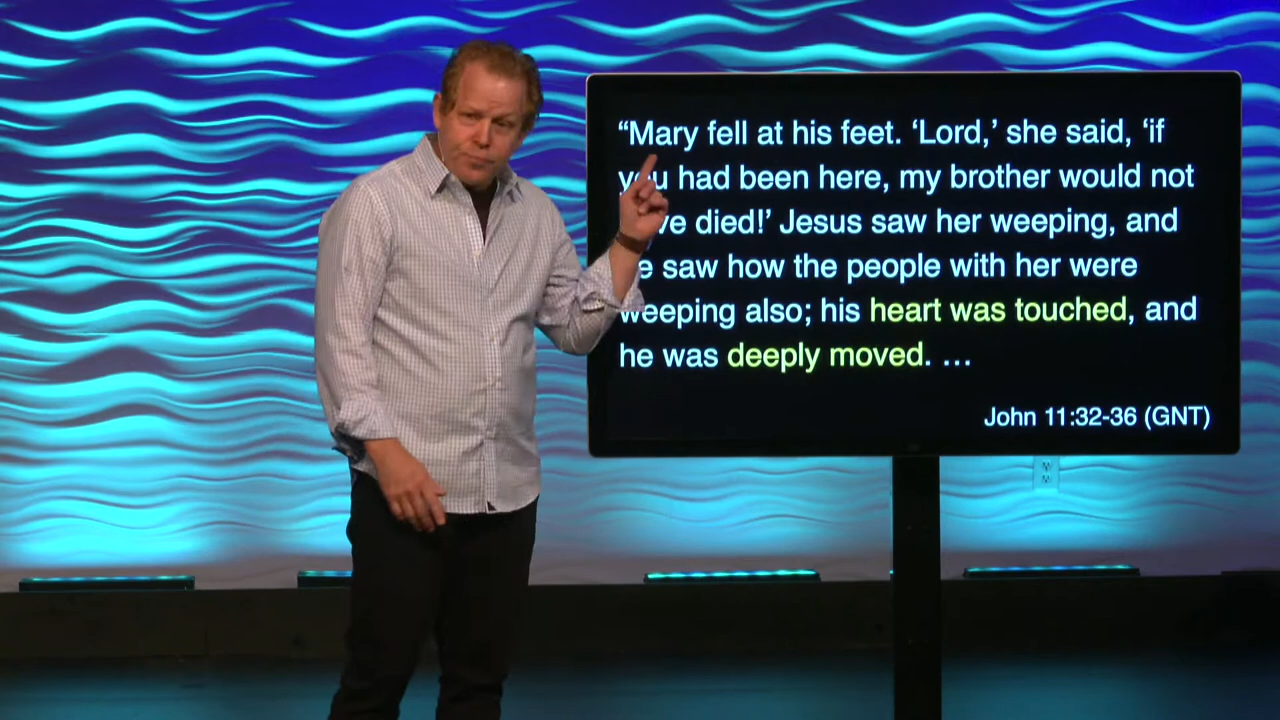 “Mary fell at his feet. ‘Lord,’ she said, ‘if
you had been here, my brother would not
ve died!’ Jesus saw her weeping, and
e saw how the people with her were
weeping also; his heart was touched, and
he was deeply moved. ...
John 11:32-36 (GNT)